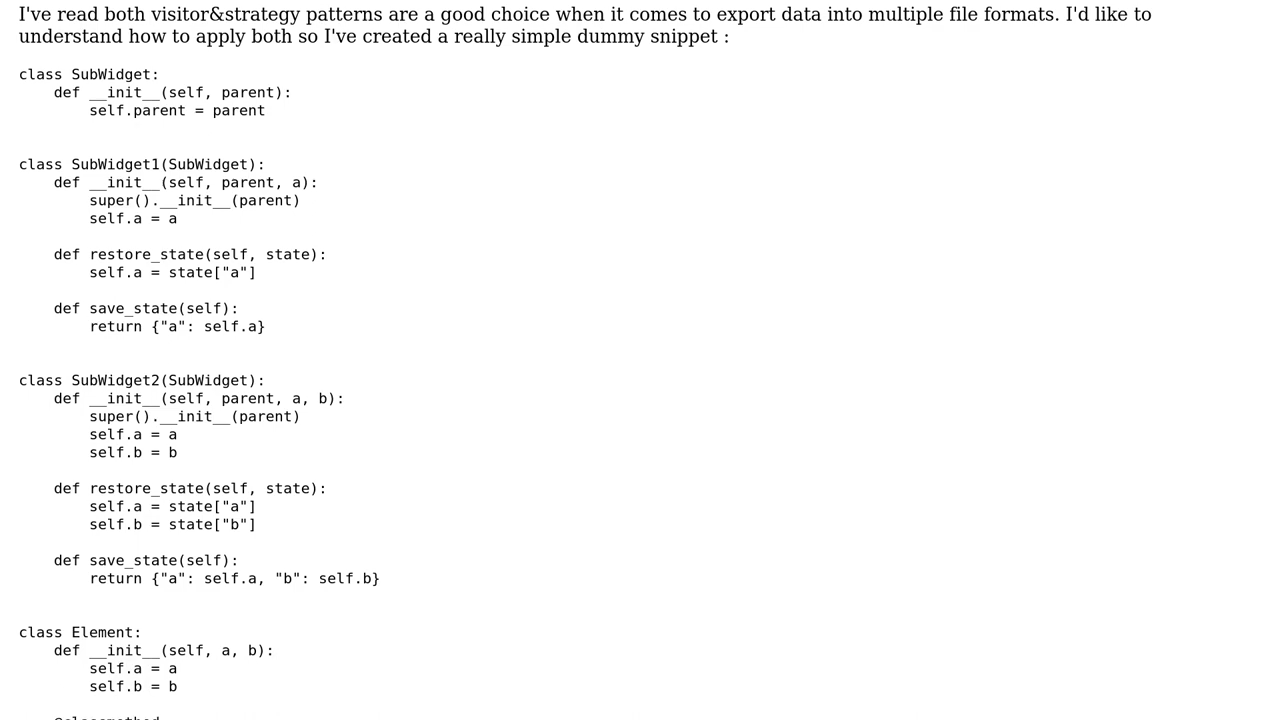 I've read both visitor&strategy patterns are a good choice when it comes to export data into multiple file formats. I'd like to
understand how to apply both so I've created a really simple dummy snippet :
class SubWidget:
    def __init__(self, parent):
        self.parent = parent
class SubWidget1(SubWidget):
    def __init__(self, parent, a):
        super().__init__(parent)
        self.a = a
    def restore_state(self, state):
        self.a = state["a"]
    def save_state(self):
        return {"a": self.a}
class SubWidget2(SubWidget):
    def __init__(self, parent, a, b):
        super().__init__(parent)
        self.a = a
        self.b = b
    def restore_state(self, state):
        self.a = state["a"]
        self.b = state["b"]
    def save_state(self):
        return {"a": self.a, "b": self.b}
class Element:
    def __init__(self, a, b):
        self.a = a
        self.b = b